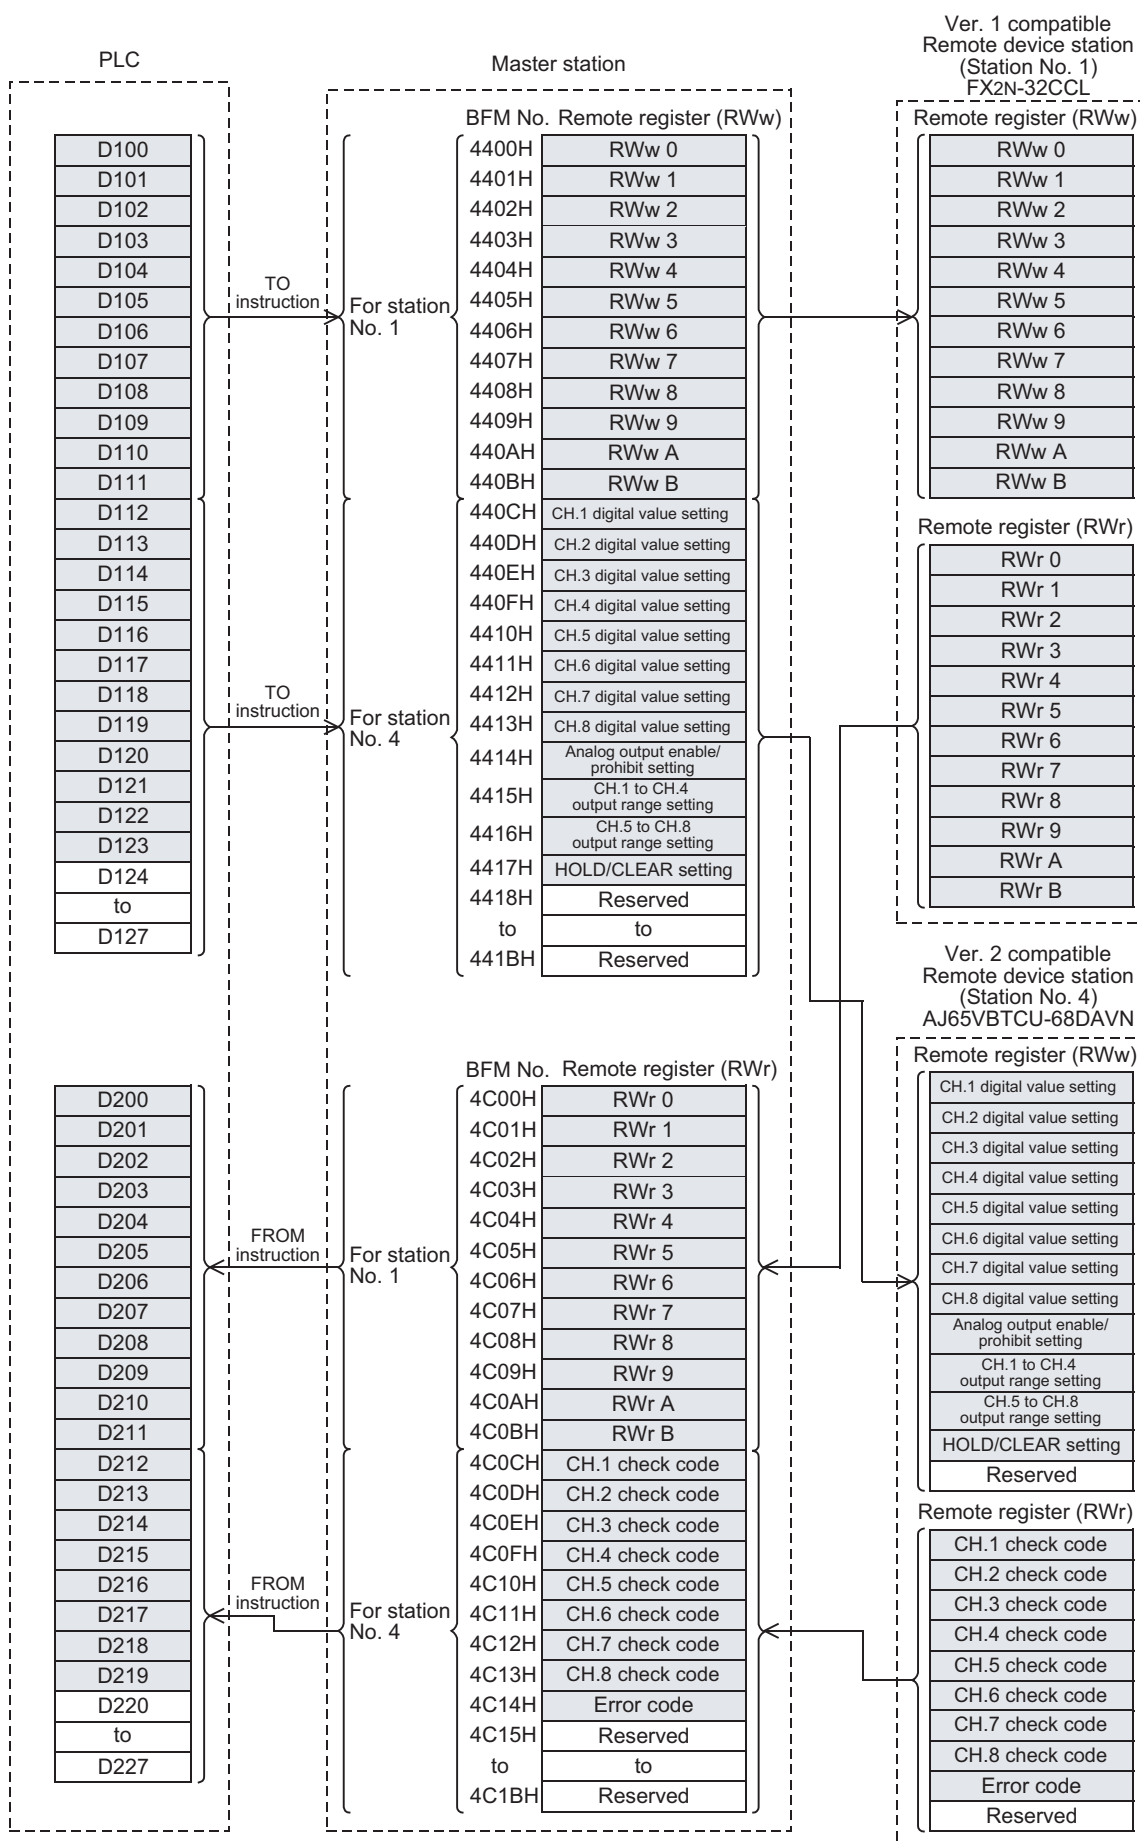 PLC
Master station
Ver. 1 compatible
Remote device station
(Station No. 1)
FX2N-32CCL
BFM No. Remote register (RWw)
Remote register (RWw)
D100
D101
D102
D103
D104
D105
D106
D107
D108
D109
D110
D111
D112
D113
D114
D115
D116
D117
D118
D119
D120
D121
D122
D123
D124
to
D127
TO
instruction
TO
instruction
For station
No. 1
For station
No. 4
4400H RWw 0
4401H RWw 1
4402H RWw 2
4403H RWw 3
4404H RWw 4
4405H RWw 5
4406H RWw 6
4407H RWw 7
4408H RWw 8
4409H RWw 9
440AH RWw A
440BH RWw B
440CH CH.1 digital value setting
440DH CH.2 digital value setting
440EH CH.3 digital value setting
440FH CH.4 digital value setting
4410H CH.5 digital value setting
4411H CH.6 digital value setting
4412H CH.7 digital value setting
4413H CH.8 digital value setting
4414H Analog output enable/
prohibit setting
4415H CH.1 to CH.4
output range setting
4416H CH.5 to CH.8
output range setting
4417H HOLD/CLEAR setting
4418H Reserved
to to
441BH Reserved
RWw 0
RWw 1
RWw 2
RWw 3
RWw 4
RWw 5
RWw 6
RWw 7
RWw 8
RWw 9
RWw A
RWw B
Remote register (RWr)
RWr 0
RWr 1
RWr 2
RWr 3
RWr 4
RWr 5
RWr 6
RWr 7
RWr 8
RWr 9
RWr A
RWr B
D200
D201
D202
D203
D204
D205
D206
D207
D208
D209
D210
D211
D212
D213
D214
D215
D216
D217
D218
D219
D220
to
D227
FROM
instruction
FROM
instruction
For station
No. 1
For station
No. 4
BFM No. Remote register (RWr)
4C00H RWr 0
4C01H RWr 1
4C02H RWr 2
4C03H RWr 3
4C04H RWr 4
4C05H RWr 5
4C06H RWr 6
4C07H RWr 7
4C08H RWr 8
4C09H RWr 9
4C0AH RWr A
4C0BH RWr B
4C0CH CH.1 check code
4C0DH CH.2 check code
4C0EH CH.3 check code
4C0FH CH.4 check code
4C10H CH.5 check code
4C11H CH.6 check code
4C12H CH.7 check code
4C13H CH.8 check code
4C14H Error code
4C15H Reserved
to to
4C1BH Reserved
Ver. 2 compatible
Remote device station
(Station No. 4)
AJ65VBTCU-68DAVN
Remote register (RWw)
CH.1 digital value setting
CH.2 digital value setting
CH.3 digital value setting
CH.4 digital value setting
CH.5 digital value setting
CH.6 digital value setting
CH.7 digital value setting
CH.8 digital value setting
Analog output enable/
prohibit setting
CH.1 to CH.4
output range setting
CH.5 to CH.8
output range setting
HOLD/CLEAR setting
Reserved
Remote register (RWr)
CH.1 check code
CH.2 check code
CH.3 check code
CH.4 check code
CH.5 check code
CH.6 check code
CH.7 check code
CH.8 check code
Error code
Reserved